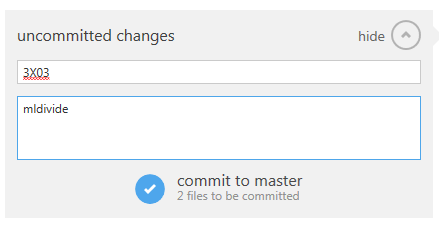 uncommitted changes hide
3X03
mldivide
commit to master
2 files to be committed